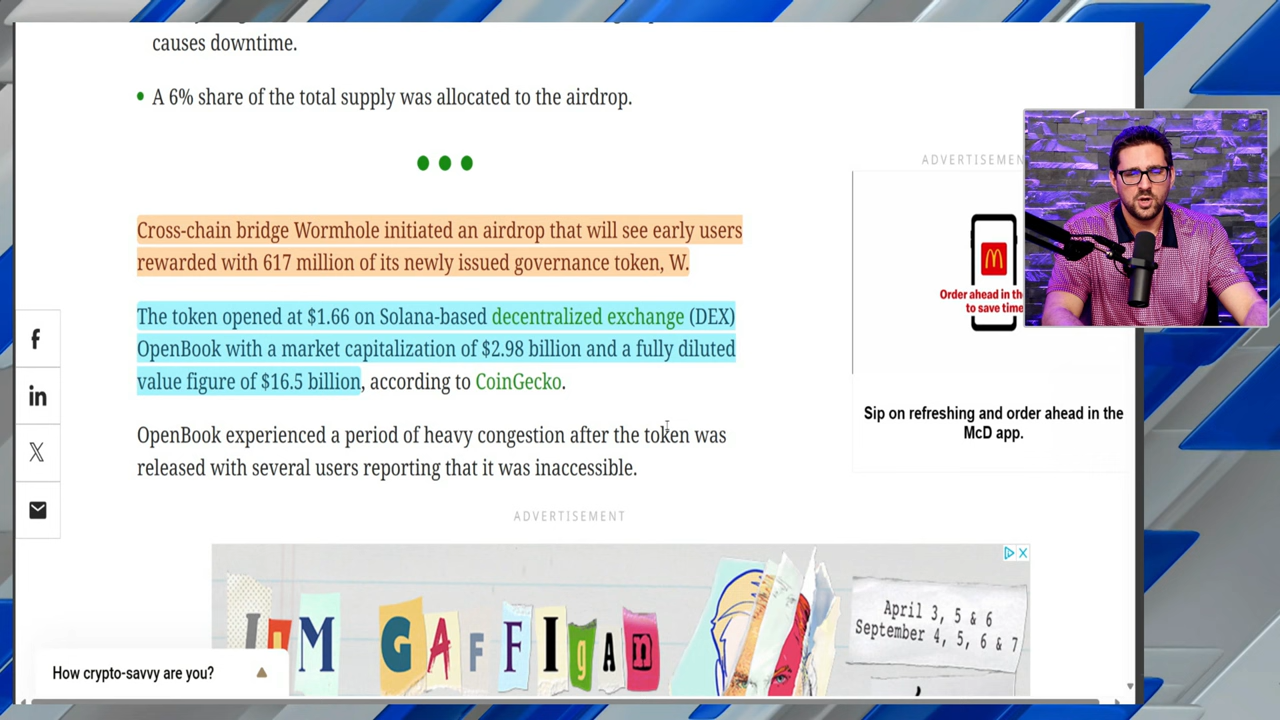 causes downtime.
• A 6% share of the total supply was allocated to the airdrop.
ADVERTISEMEN
Cross-chain bridge Wormhole initiated an airdrop that will see early users
rewarded with 617 million of its newly issued governance token, W.
The token opened at $1.66 on Solana-based decentralized exchange (DEX)
OpenBook with a market capitalization of $2.98 billion and a fully diluted
value figure of $16.5 billion, according to CoinGecko.
OpenBook experienced a period of heavy congestion after the token was
released with several users reporting that it was inaccessible.
Order ahead in the
to save time
Sip on refreshing and order ahead in the
McD app.
ADVERTISEMENT
JIM GAFFIgan
April 3, 5 & 6
September 4, 5, 6 & 7
How crypto-savvy are you?